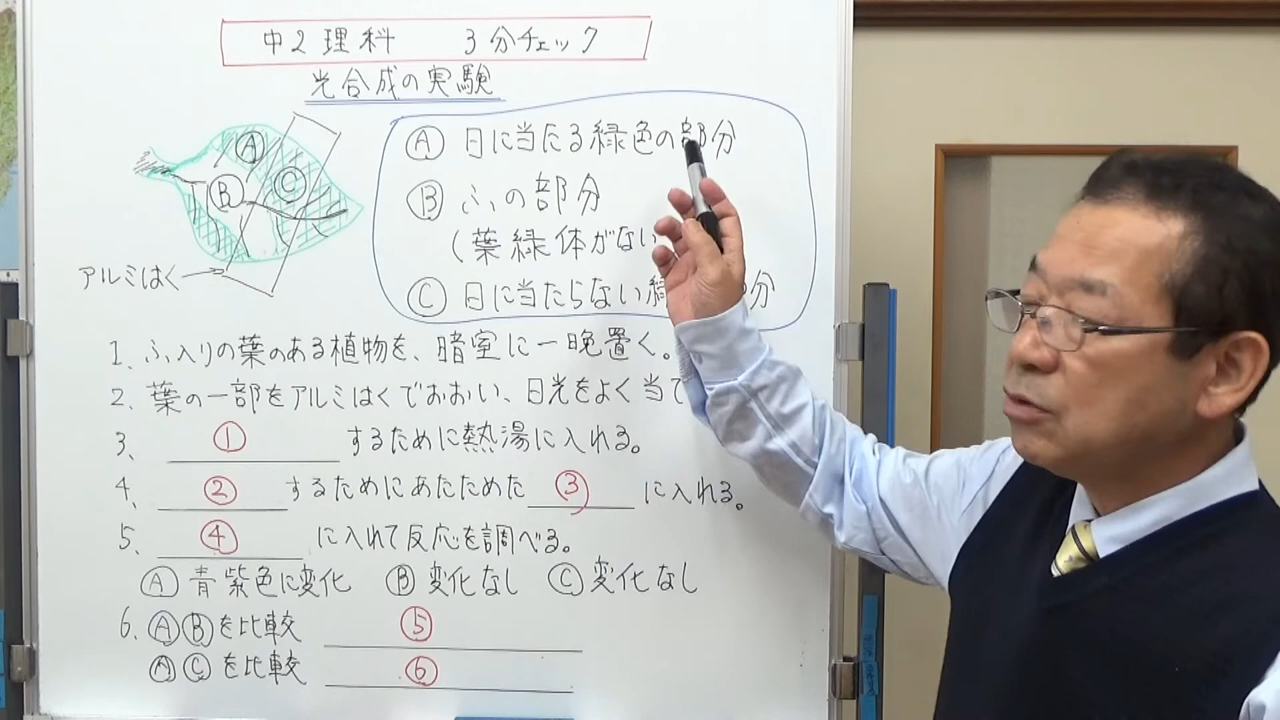 中2理科 3分チェック
光合成の実験
Ⓐ
Ⓑ
Ⓒ
アルミはく
Ⓐ 日に当たる緑色の部分
Ⓑ ふの部分
(葉緑体がない
Ⓒ 日に当たらない緑 分
1. ふ入りの葉のある植物を、暗室に一晩置く。
2. 葉の一部をアルミはくでおおい、日光をよく当て
3、 ① するために熱湯に入れる。
4、 ② するためにあたためた ③ に入れる。
5、 ④ に入れて反応を調べる。
Ⓐ 青紫色に変化 Ⓑ 変化なし Ⓒ 変化なし
6、ⒶⒷを比較 ⑤
ⒶⒸを比較 ⑥